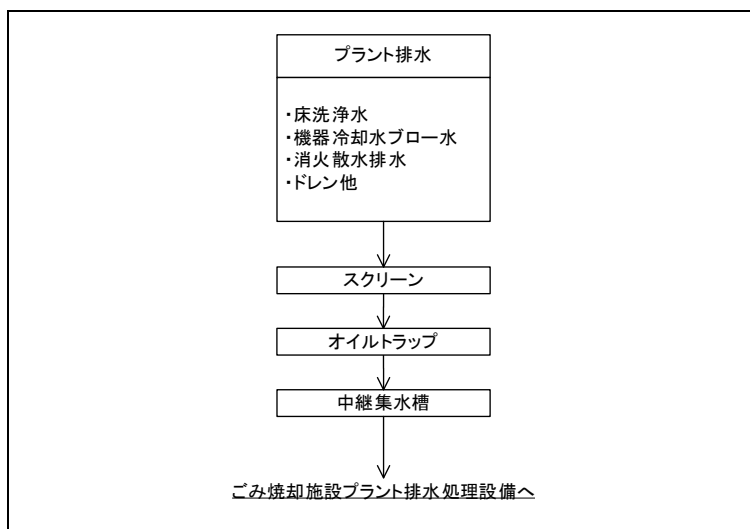 プラント排水
・床洗浄水
・機器冷却水ブロー水
・消火散水排水
・ドレン他
スクリーン
オイルトラップ
中継集水槽
ごみ焼却施設プラント排水処理設備へ